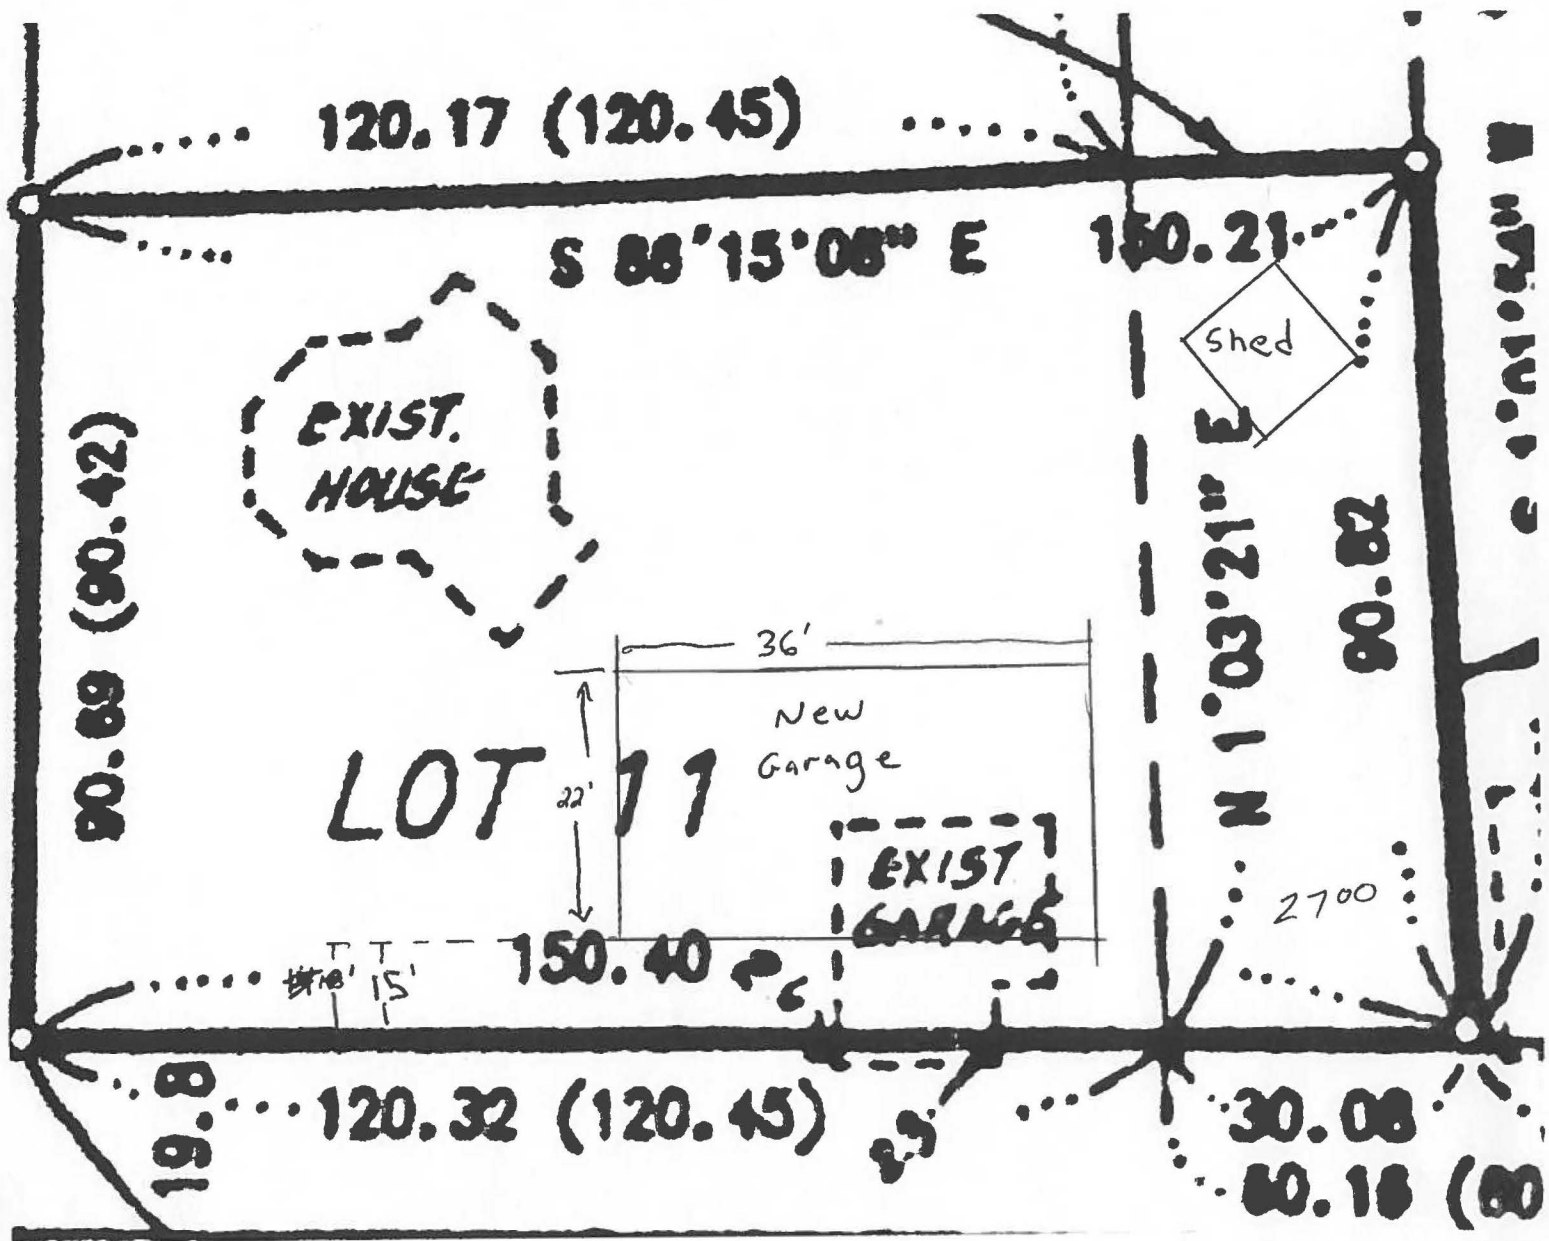 120.17 (120.45)
S 88°15'08" E
150.21
Shed
EXIST.
HOUSE
90.89 (90.42)
N 1°03'21" E
90.82
36'
New
Garage
22'
LOT 11
EXIST
GARAGE
2700
15'
150.40
19.8
120.32 (120.45)
30.08
60.16 (60